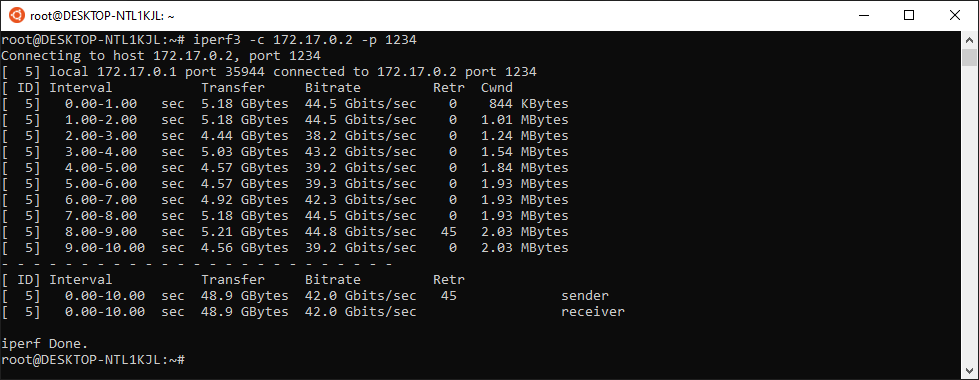 root@DESKTOP-NTL1KJL: ~
root@DESKTOP-NTL1KJL:~# iperf3 -c 172.17.0.2 -p 1234
Connecting to host 172.17.0.2, port 1234
[  5] local 172.17.0.1 port 35944 connected to 172.17.0.2 port 1234
[ ID] Interval           Transfer     Bitrate         Retr  Cwnd
[  5]   0.00-1.00   sec  5.18 GBytes  44.5 Gbits/sec    0    844 KBytes
[  5]   1.00-2.00   sec  5.18 GBytes  44.5 Gbits/sec    0   1.01 MBytes
[  5]   2.00-3.00   sec  4.44 GBytes  38.2 Gbits/sec    0   1.24 MBytes
[  5]   3.00-4.00   sec  5.03 GBytes  43.2 Gbits/sec    0   1.54 MBytes
[  5]   4.00-5.00   sec  4.57 GBytes  39.2 Gbits/sec    0   1.84 MBytes
[  5]   5.00-6.00   sec  4.57 GBytes  39.3 Gbits/sec    0   1.93 MBytes
[  5]   6.00-7.00   sec  4.92 GBytes  42.3 Gbits/sec    0   1.93 MBytes
[  5]   7.00-8.00   sec  5.18 GBytes  44.5 Gbits/sec    0   1.93 MBytes
[  5]   8.00-9.00   sec  5.21 GBytes  44.8 Gbits/sec   45   2.03 MBytes
[  5]   9.00-10.00  sec  4.56 GBytes  39.2 Gbits/sec    0   2.03 MBytes
- - - - - - - - - - - - - - - - - - - - - - - - -
[ ID] Interval           Transfer     Bitrate         Retr
[  5]   0.00-10.00  sec  48.9 GBytes  42.0 Gbits/sec   45             sender
[  5]   0.00-10.00  sec  48.9 GBytes  42.0 Gbits/sec                  receiver
iperf Done.
root@DESKTOP-NTL1KJL:~#